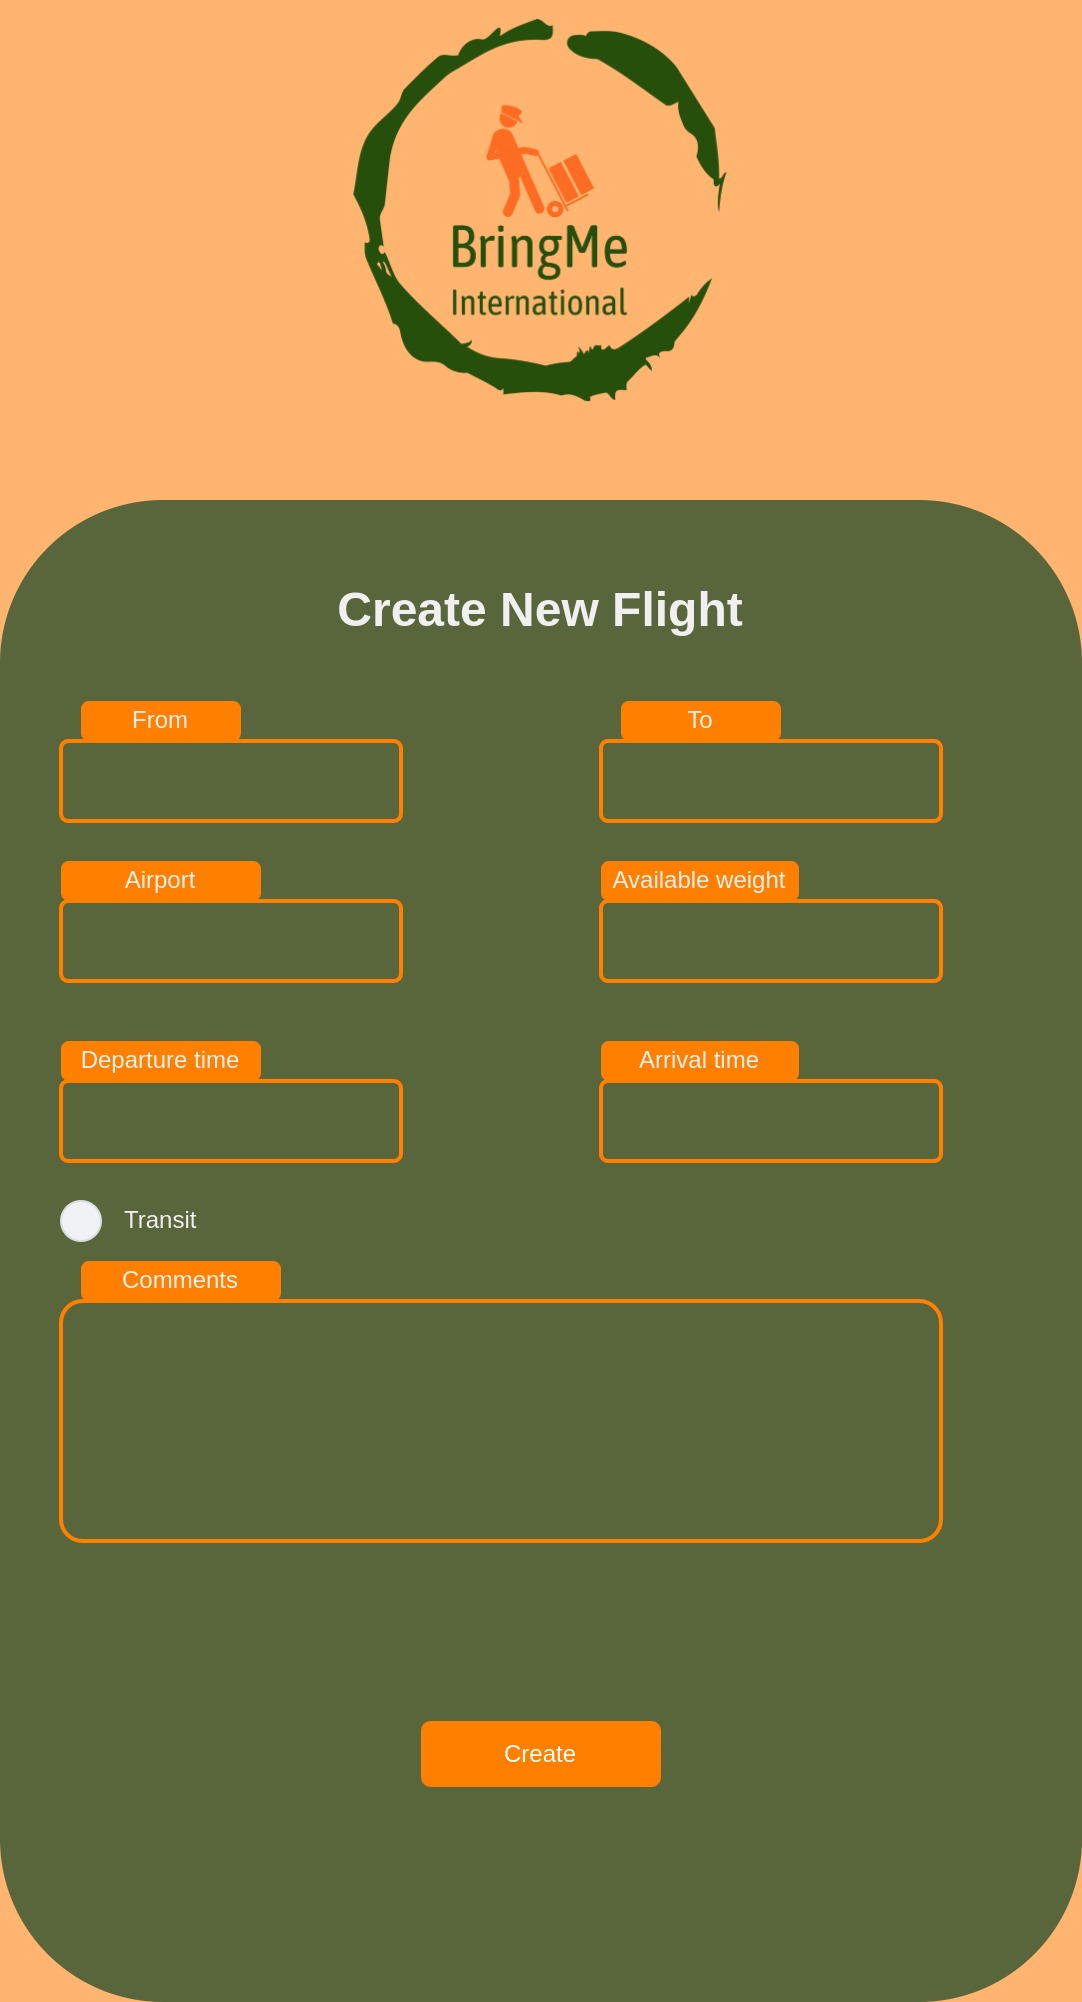 BringMe
International
Create New Flight
From
To
Airport
Available weight
Departure time
Arrival time
Transit
Comments
Create